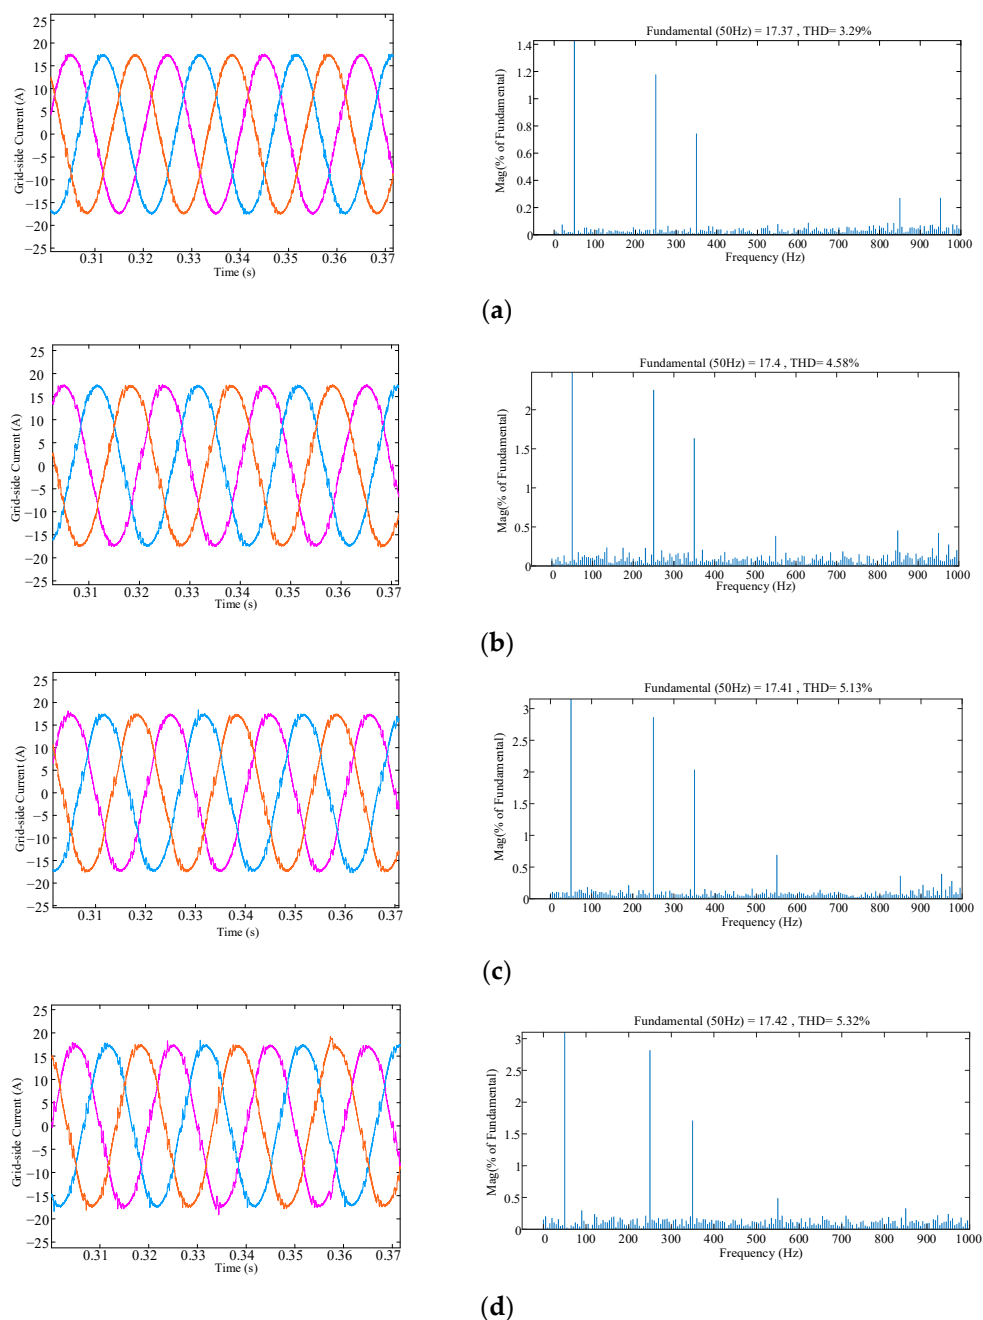 25
20
15
10
5
0
−5
−10
−15
−20
−25
Grid-side Current (A)
0.31 0.32 0.33 0.34 0.35 0.36 0.37
Time (s)
Fundamental (50Hz) = 17.37 , THD= 3.29%
1.4
1.2
1
0.8
0.6
0.4
0.2
0
Mag(% of Fundamental)
0 100 200 300 400 500 600 700 800 900 1000
Frequency (Hz)
(a)
25
20
15
10
5
0
−5
−10
−15
−20
−25
Grid-side Current (A)
0.31 0.32 0.33 0.34 0.35 0.36 0.37
Time (s)
Fundamental (50Hz) = 17.4 , THD= 4.58%
2
1.5
1
0.5
0
Mag(% of Fundamental)
0 100 200 300 400 500 600 700 800 900 1000
Frequency (Hz)
(b)
25
20
15
10
5
0
−5
−10
−15
−20
−25
Grid-side Current (A)
0.31 0.32 0.33 0.34 0.35 0.36 0.37
Time (s)
Fundamental (50Hz) = 17.41 , THD= 5.13%
3
2.5
2
1.5
1
0.5
0
Mag(% of Fundamental)
0 100 200 300 400 500 600 700 800 900 1000
Frequency (Hz)
(c)
25
20
15
10
5
0
−5
−10
−15
−20
−25
Grid-side Current (A)
0.31 0.32 0.33 0.34 0.35 0.36 0.37
Time (s)
Fundamental (50Hz) = 17.42 , THD= 5.32%
3
2.5
2
1.5
1
0.5
0
Mag(% of Fundamental)
0 100 200 300 400 500 600 700 800 900 1000
Frequency (Hz)
(d)